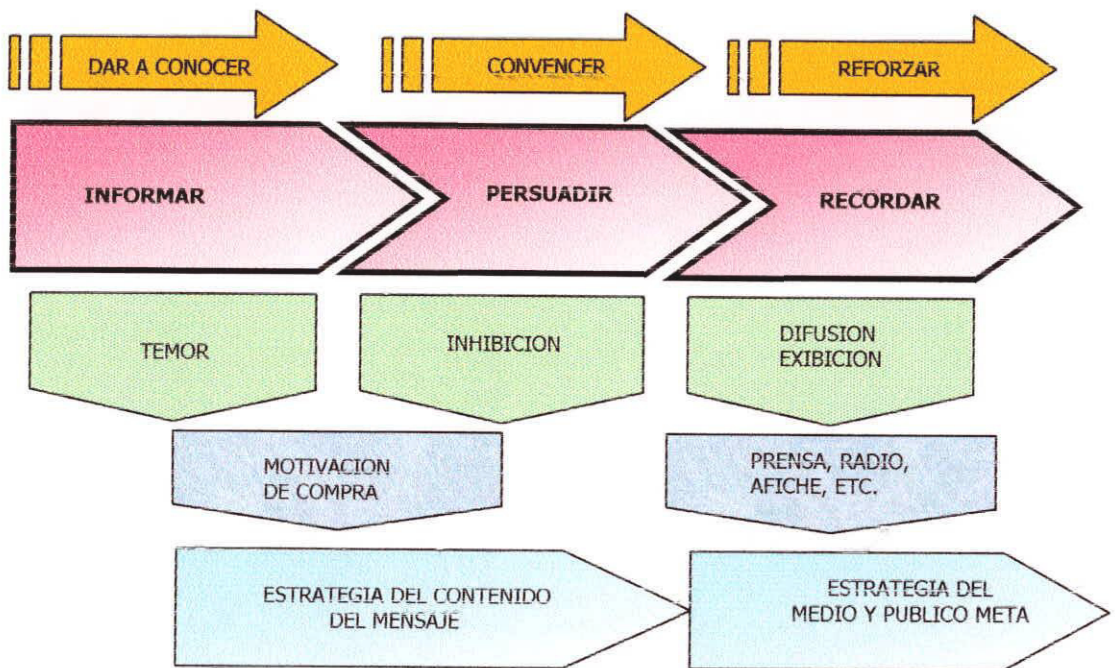 DAR A CONOCER
CONVENCER
REFORZAR
INFORMAR
PERSUADIR
RECORDAR
TEMOR
INHIBICION
DIFUSION
EXIBICION
MOTIVACION
DE COMPRA
PRENSA, RADIO,
AFICHE, ETC.
ESTRATEGIA DEL CONTENIDO
DEL MENSAJE
ESTRATEGIA DEL
MEDIO Y PUBLICO META